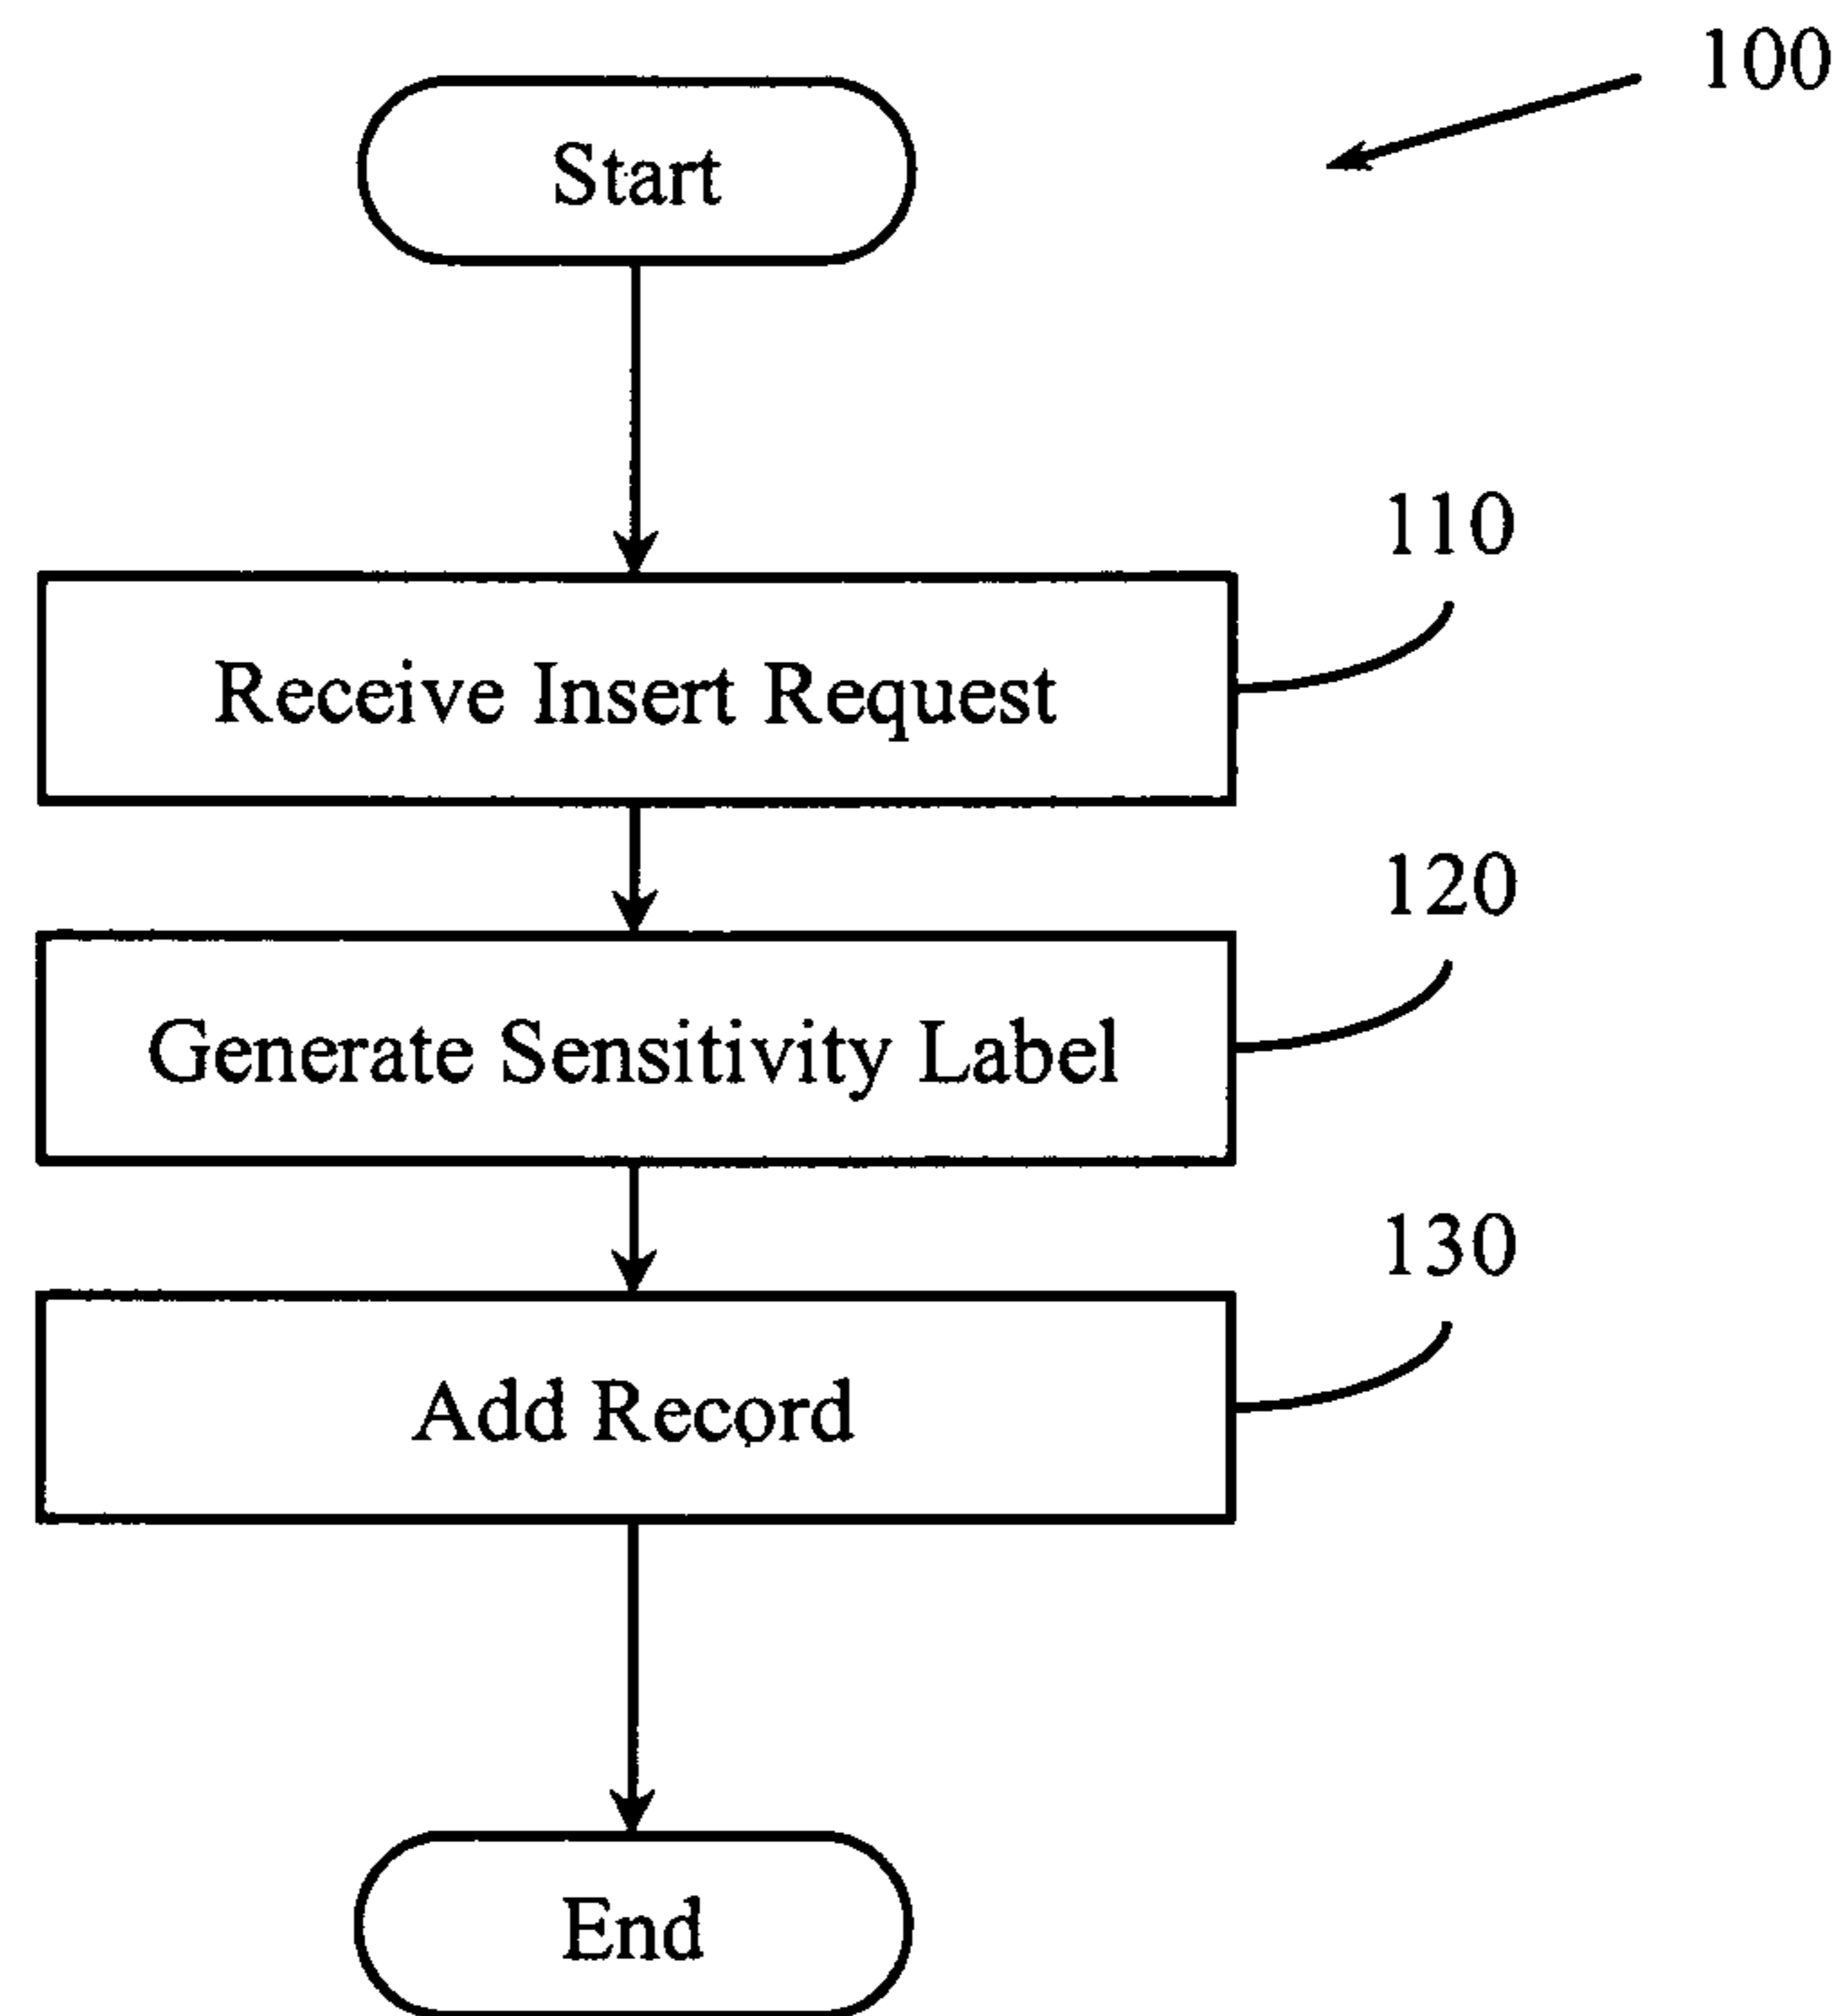 100
Start
110
Receive Insert Request
120
Generate Sensitivity Label
130
Add Record
End